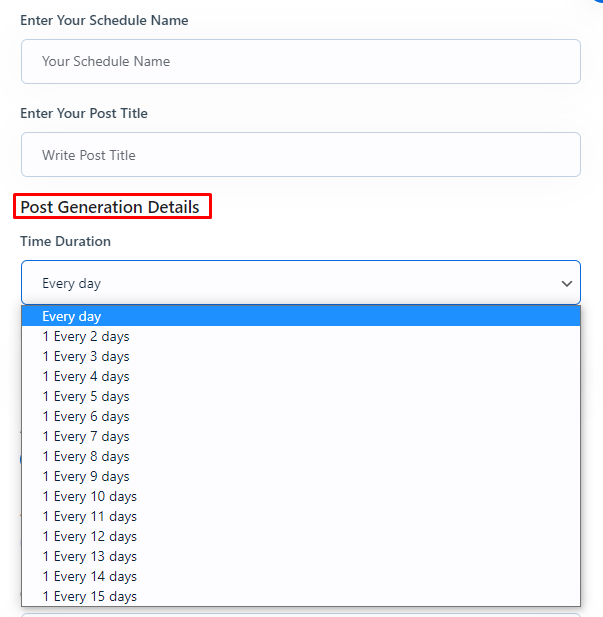 Enter Your Schedule Name
Your Schedule Name
Enter Your Post Title
Write Post Title
Post Generation Details
Time Duration
Every day
Every day
1 Every 2 days
1 Every 3 days
1 Every 4 days
1 Every 5 days
1 Every 6 days
1 Every 7 days
1 Every 8 days
1 Every 9 days
1 Every 10 days
1 Every 11 days
1 Every 12 days
1 Every 13 days
1 Every 14 days
1 Every 15 days